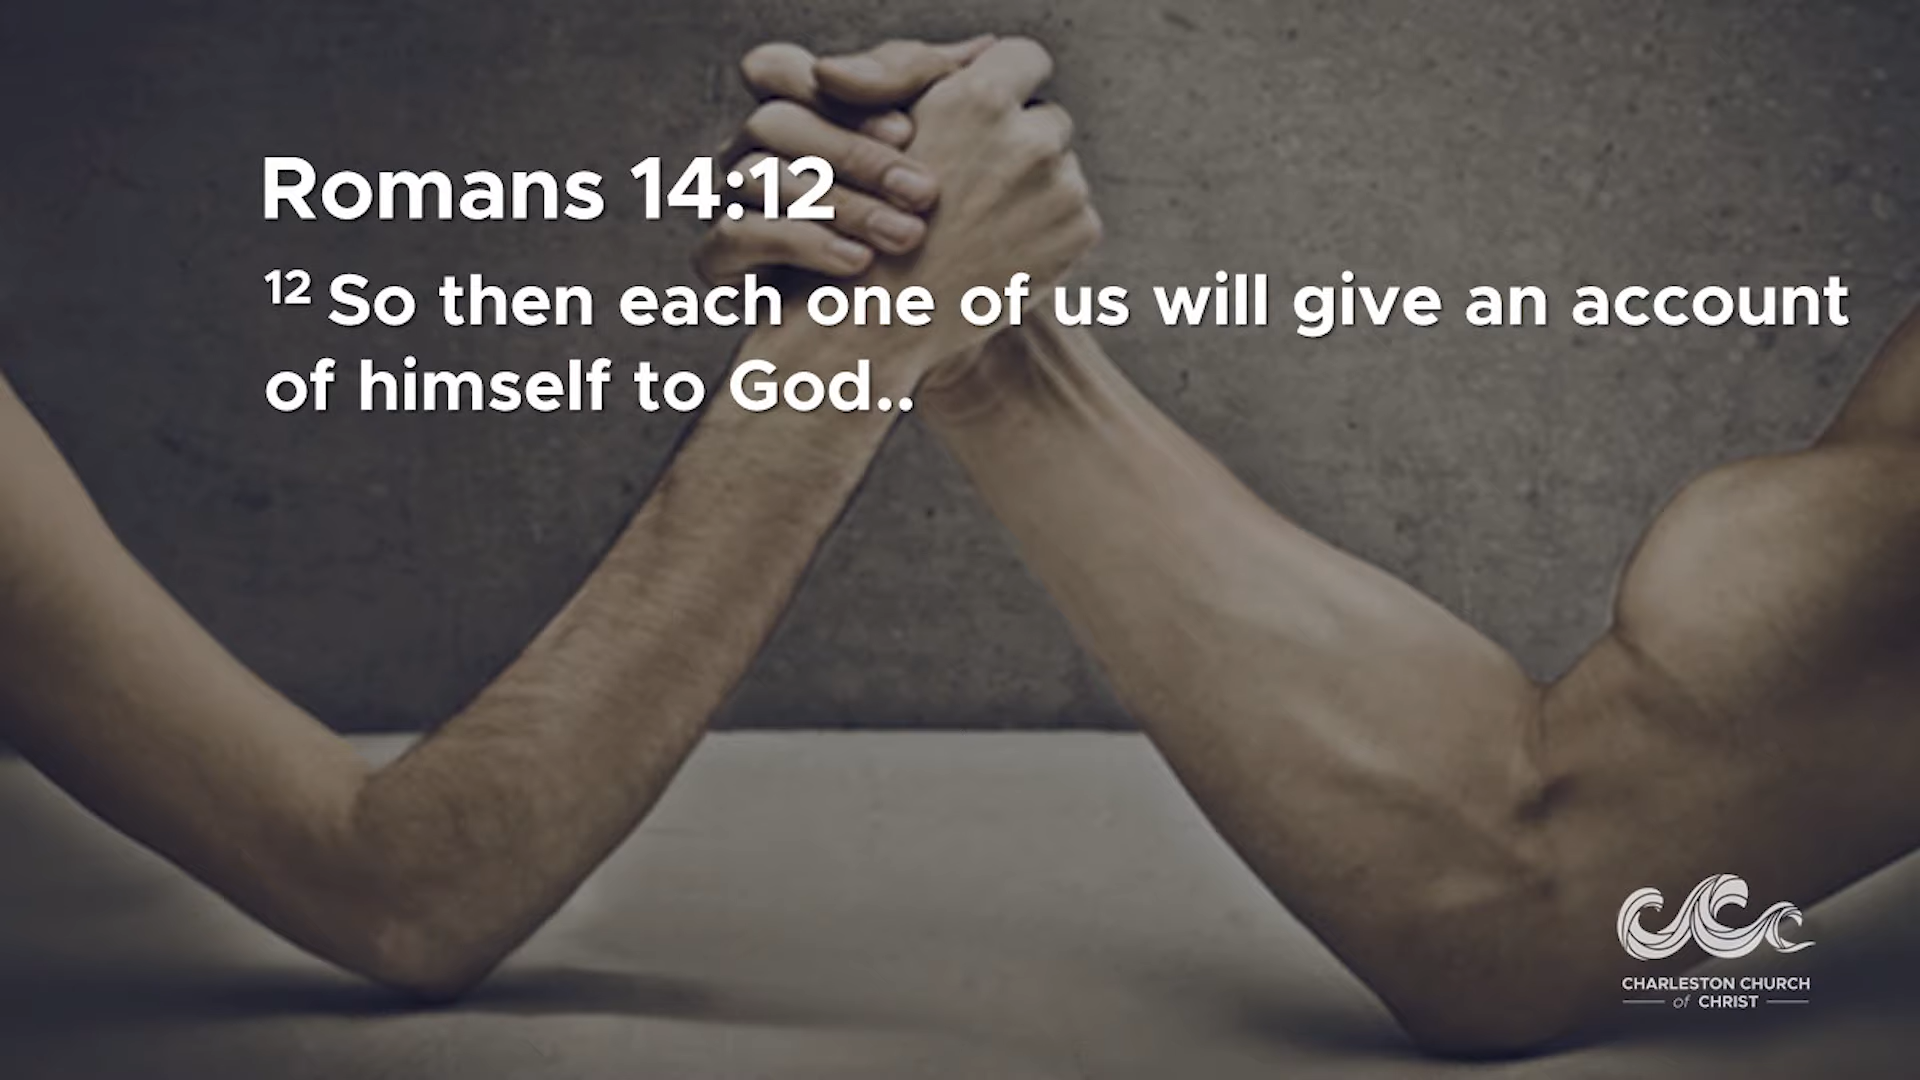 Romans 14:12
12 So then each one of us will give an account
of himself to God..
CHARLESTON CHURCH
of CHRIST